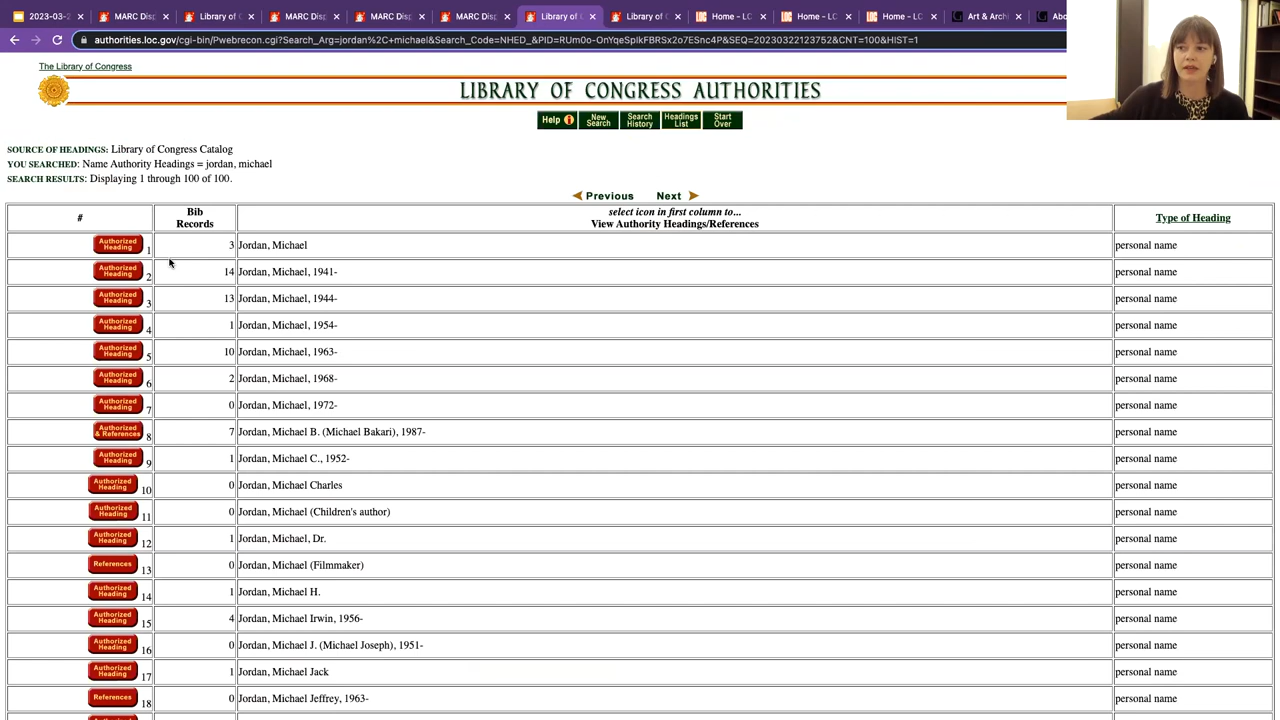 2023-03-2
MARC Disp
Library of C
MARC Disp
MARC Disp
MARC Disp
Library of C
Library of C
Home - LC
Home - LC
Home - LC
Art & Archi
Abo
authorities.loc.gov/cgi-bin/Pwebrecon.cgi?Search_Arg=jordan%2C+michael&Search_Code=NHED_&PID=RUm0o-OnYqeSplkFBRSx2o7ESnc4P&SEQ=20230322123752&CNT=100&HIST=1
The Library of Congress
LIBRARY OF CONGRESS AUTHORITIES
Help i New Search Search History Headings List Start Over
SOURCE OF HEADINGS: Library of Congress Catalog
YOU SEARCHED: Name Authority Headings = jordan, michael
SEARCH RESULTS: Displaying 1 through 100 of 100.
Previous Next
# Bib Records select icon in first column to... View Authority Headings/References Type of Heading
Authorized Heading 1 3 Jordan, Michael personal name
Authorized Heading 2 14 Jordan, Michael, 1941- personal name
Authorized Heading 3 13 Jordan, Michael, 1944- personal name
Authorized Heading 4 1 Jordan, Michael, 1954- personal name
Authorized Heading 5 10 Jordan, Michael, 1963- personal name
Authorized Heading 6 2 Jordan, Michael, 1968- personal name
Authorized Heading 7 0 Jordan, Michael, 1972- personal name
Authorized & References 8 7 Jordan, Michael B. (Michael Bakari), 1987- personal name
Authorized Heading 9 1 Jordan, Michael C., 1952- personal name
Authorized Heading 10 0 Jordan, Michael Charles personal name
Authorized Heading 11 0 Jordan, Michael (Children's author) personal name
Authorized Heading 12 1 Jordan, Michael, Dr. personal name
References 13 0 Jordan, Michael (Filmmaker) personal name
Authorized Heading 14 1 Jordan, Michael H. personal name
Authorized Heading 15 4 Jordan, Michael Irwin, 1956- personal name
Authorized Heading 16 0 Jordan, Michael J. (Michael Joseph), 1951- personal name
Authorized Heading 17 1 Jordan, Michael Jack personal name
References 18 0 Jordan, Michael Jeffrey, 1963- personal name